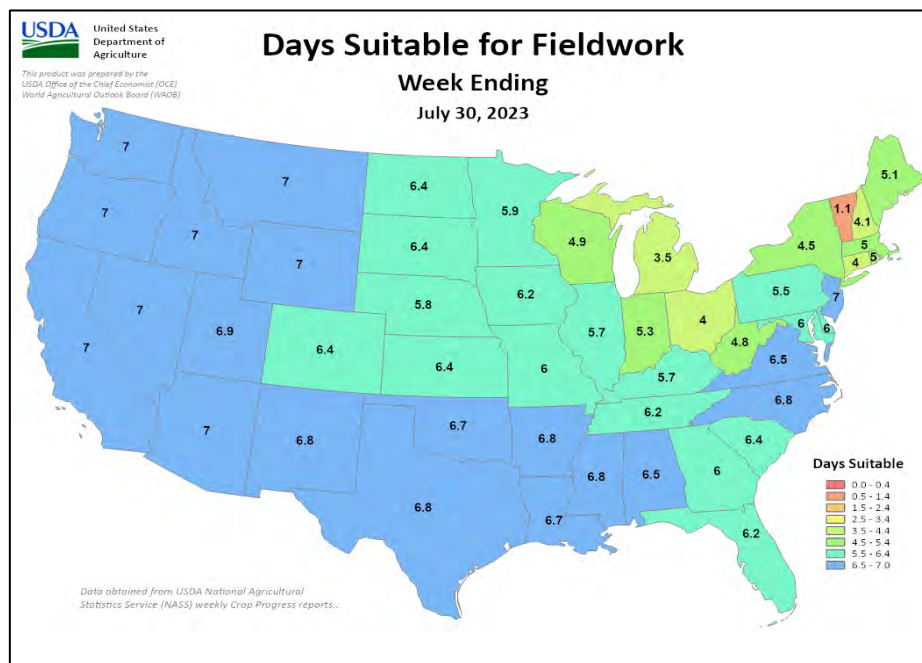 USDA
United States
Department of
Agriculture
This product was prepared by the
USDA Office of the Chief Economist (OCE)
World Agricultural Outlook Board (WAOB)
Days Suitable for Fieldwork
Week Ending
July 30, 2023
7
7
6.4
5.9
5.1
1.1
4.1
7
7
7
6.4
4.9
3.5
4.5
5
5
4
7
7
6.9
6.4
5.8
6.2
5.7
5.3
4
5.5
7
6
6
4.8
6.5
6.4
6
5.7
6.2
6.8
7
6.8
6.7
6.8
6.8
6.5
6
6.4
6.8
6.7
6.2
Days Suitable
0.0 - 0.4
0.5 - 1.4
1.5 - 2.4
2.5 - 3.4
3.5 - 4.4
4.5 - 5.4
5.5 - 6.4
6.5 - 7.0
Data obtained from USDA National Agricultural
Statistics Service (NASS) weekly Crop Progress reports..